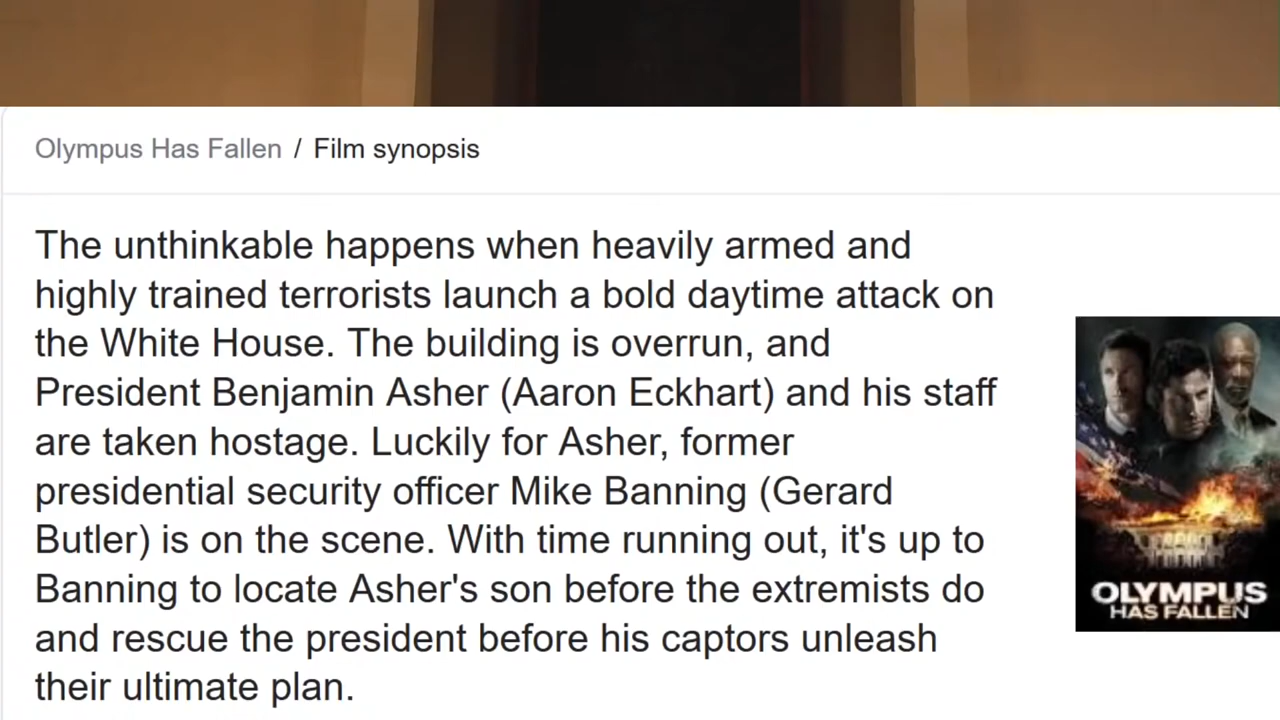 Olympus Has Fallen / Film synopsis
The unthinkable happens when heavily armed and
highly trained terrorists launch a bold daytime attack on
the White House. The building is overrun, and
President Benjamin Asher (Aaron Eckhart) and his staff
are taken hostage. Luckily for Asher, former
presidential security officer Mike Banning (Gerard
Butler) is on the scene. With time running out, it's up to
Banning to locate Asher's son before the extremists do
and rescue the president before his captors unleash
their ultimate plan.
OLYMPUS
HAS FALLEN